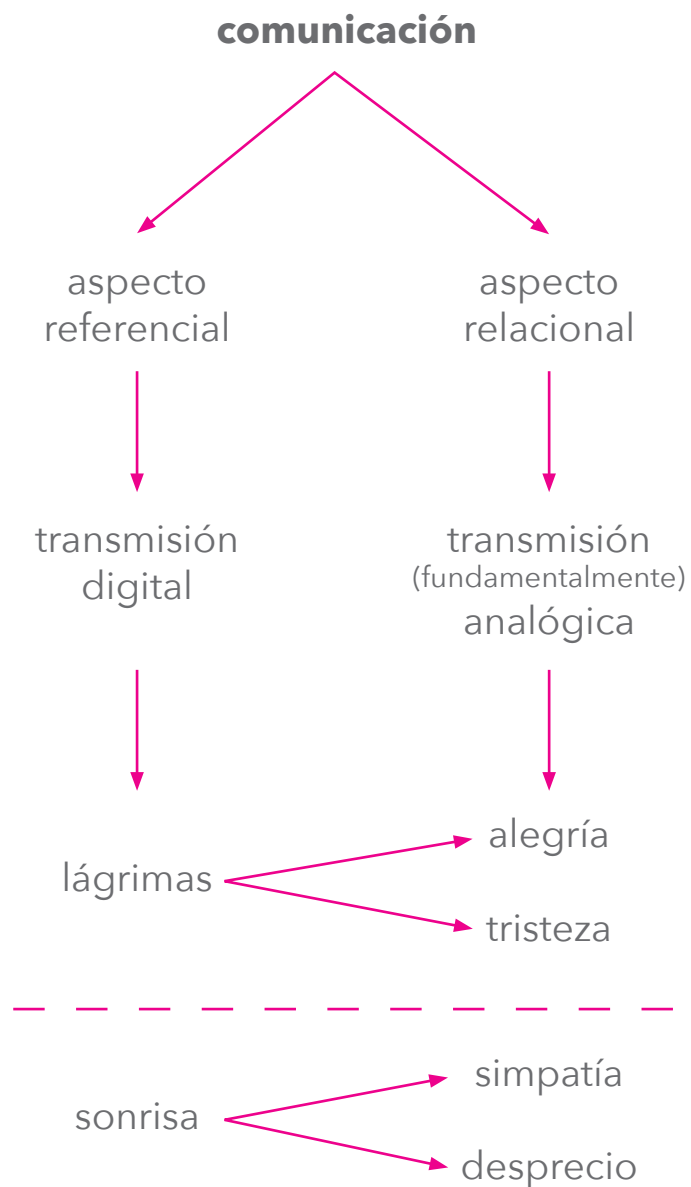 comunicación
aspecto
referencial
aspecto
relacional
transmisión
digital
transmisión
(fundamentalmente)
analógica
lágrimas
alegría
tristeza
sonrisa
simpatía
desprecio